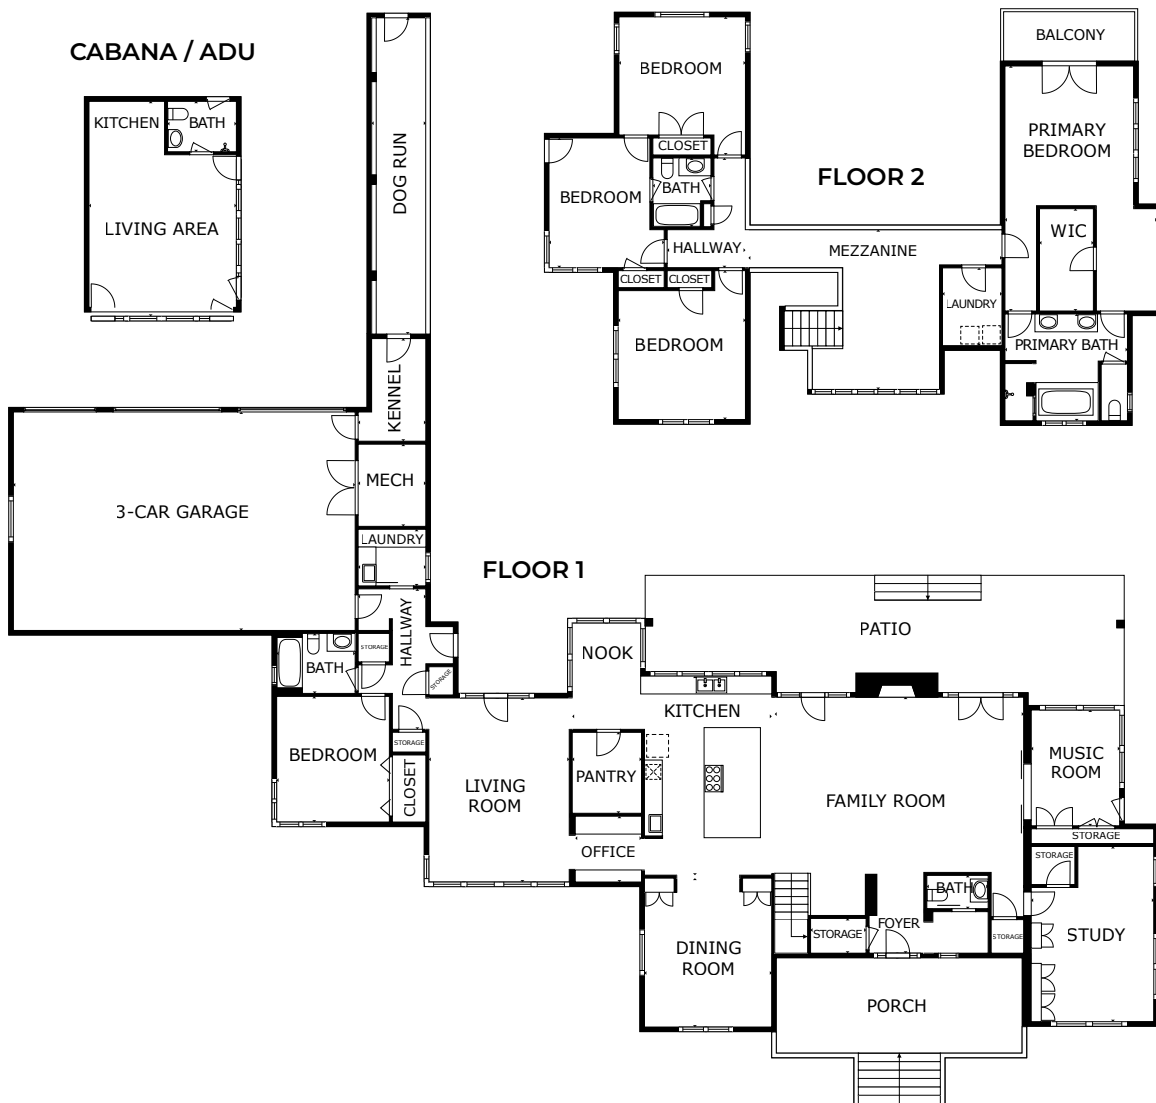 CABANA / ADU
KITCHEN
BATH
LIVING AREA
DOG RUN
KENNEL
MECH
LAUNDRY
3-CAR GARAGE
HALLWAY
STORAGE
STORAGE
BATH
BEDROOM
STORAGE
CLOSET
FLOOR 2
BEDROOM
CLOSET
BEDROOM
BATH
HALLWAY
CLOSET
CLOSET
BEDROOM
MEZZANINE
LAUNDRY
BALCONY
PRIMARY
BEDROOM
WIC
PRIMARY BATH
FLOOR 1
PATIO
NOOK
KITCHEN
PANTRY
LIVING
ROOM
OFFICE
FAMILY ROOM
MUSIC
ROOM
STORAGE
STORAGE
BATH
FOYER
STORAGE
STORAGE
STUDY
DINING
ROOM
PORCH